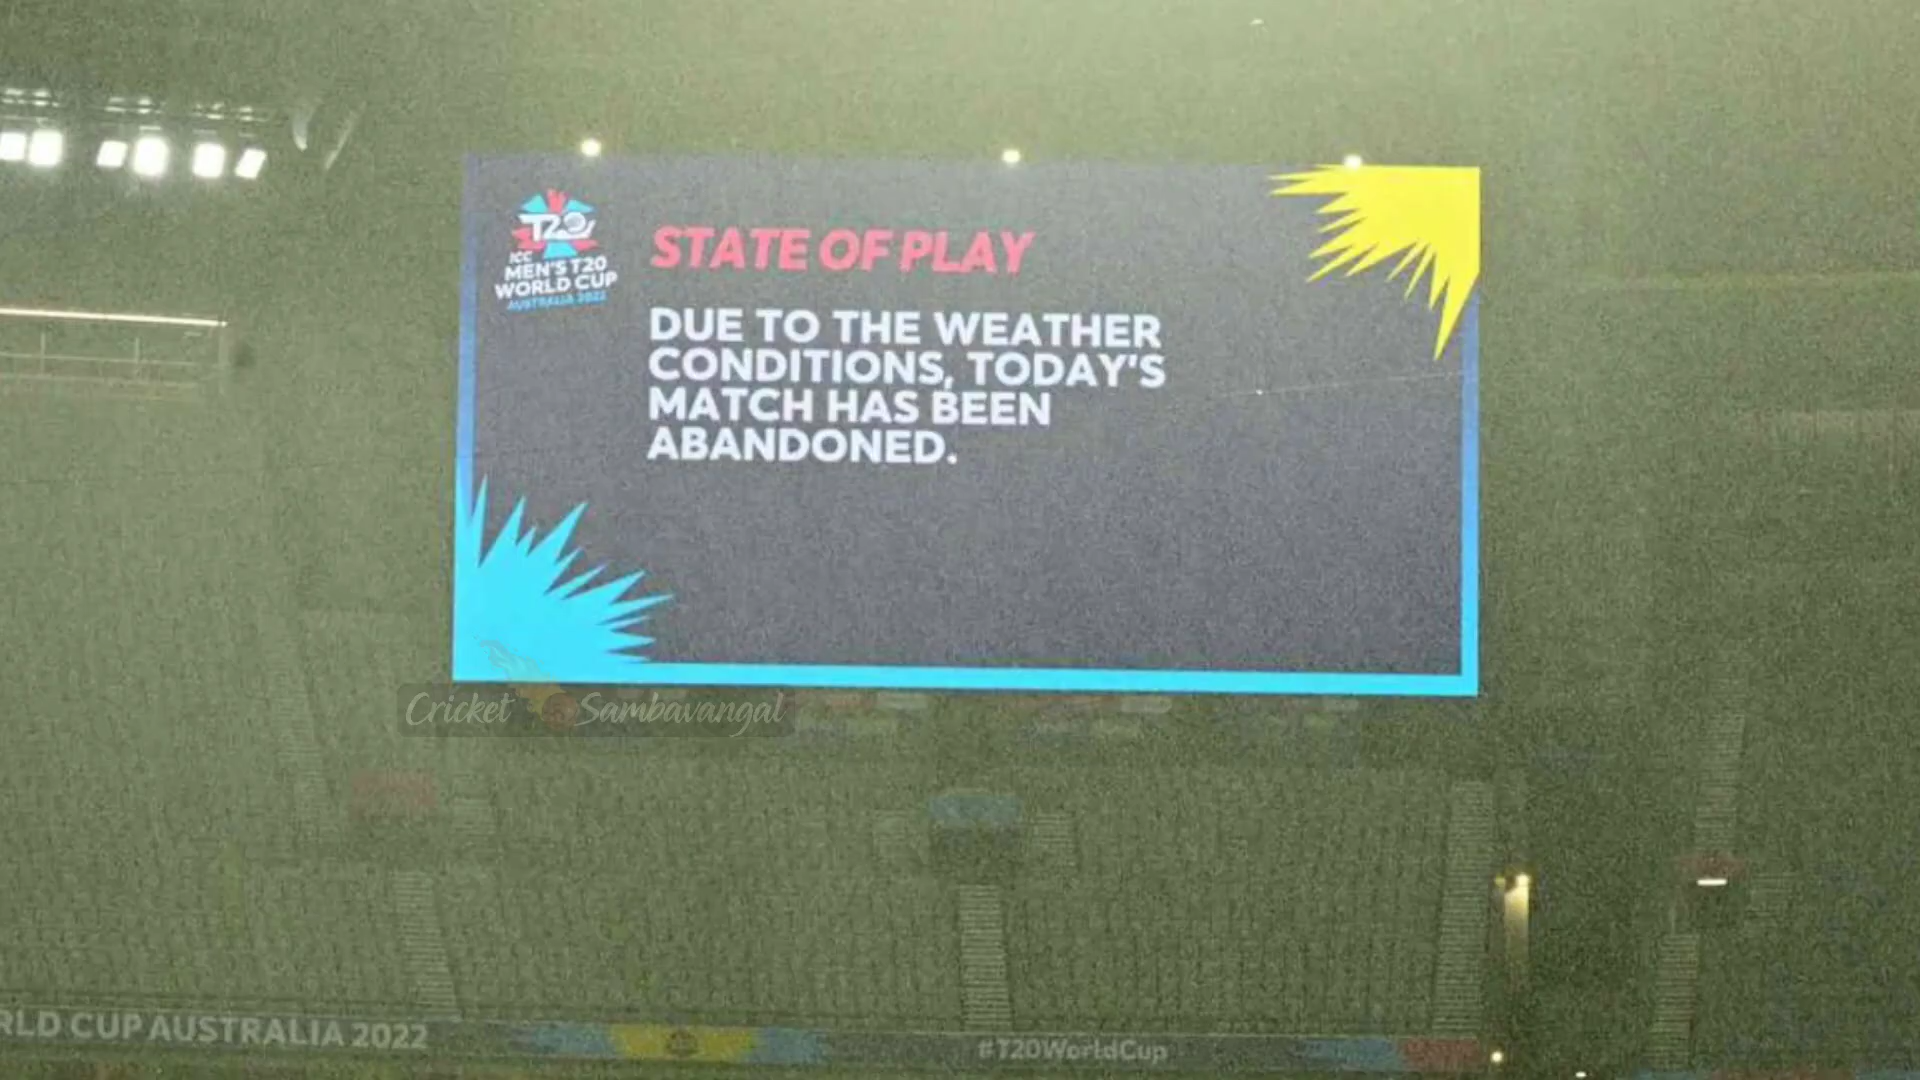 T20
ICC
MEN'S T20
WORLD CUP
AUSTRALIA 2022
STATE OF PLAY
DUE TO THE WEATHER
CONDITIONS, TODAY'S
MATCH HAS BEEN
ABANDONED.
Cricket Sambavangal
RLD CUP AUSTRALIA 2022
#T20WorldCup